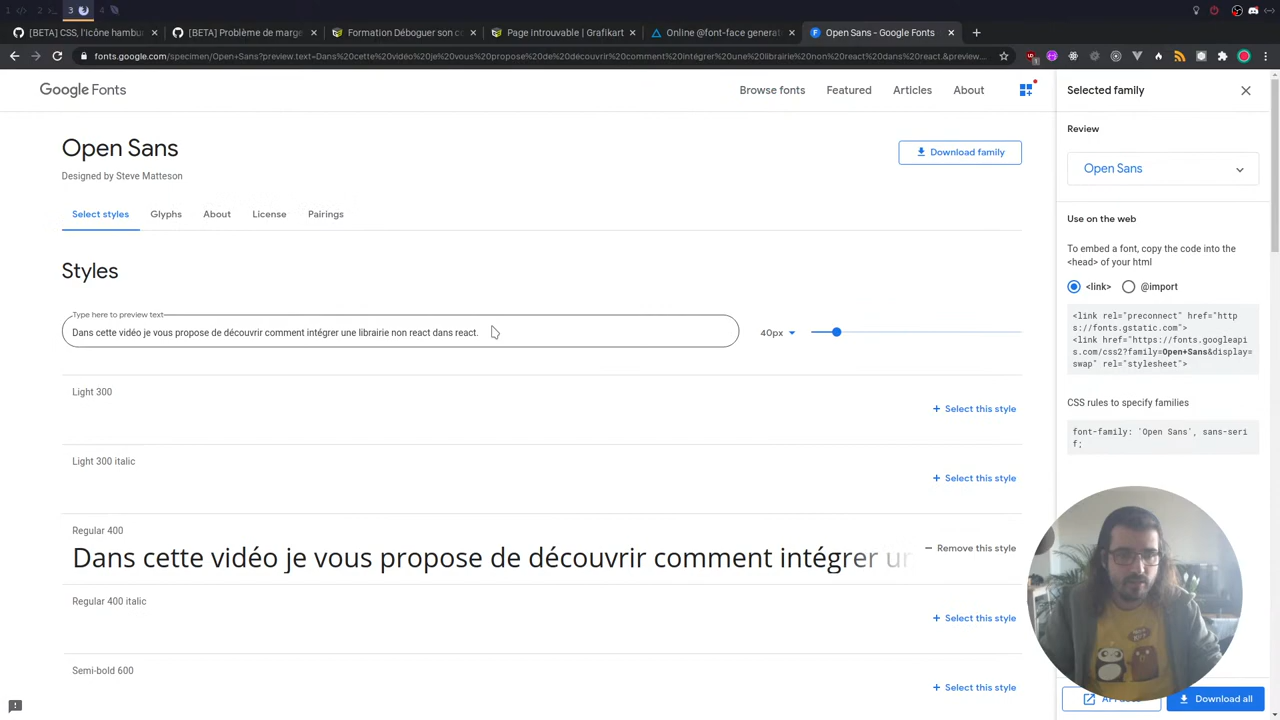 1
2
3
4
[BETA] CSS, l'icône hambu
[BETA] Problème de marge
Formation Déboguer son c
Page introuvable | Grafikart
Online @font-face generat
Open Sans - Google Fonts
fonts.google.com/specimen/Open+Sans?preview.text=Dans%20cette%20vidéo%20je%20vous%20propose%20de%20découvrir%20comment%20intégrer%20une%20librairie%20non%20react%20dans%20react.&preview...
Google Fonts
Browse fonts
Featured
Articles
About
Open Sans
Designed by Steve Matteson
Download family
Select styles
Glyphs
About
License
Pairings
Styles
Type here to preview text
Dans cette vidéo je vous propose de découvrir comment intégrer une librairie non react dans react.
40px
Light 300
+ Select this style
Light 300 italic
+ Select this style
Regular 400
Dans cette vidéo je vous propose de découvrir comment intégrer un
− Remove this style
Regular 400 italic
+ Select this style
Semi-bold 600
+ Select this style
Selected family
Review
Open Sans
Use on the web
To embed a font, copy the code into the
<head> of your html
<link>
@import
<link rel="preconnect" href="http
s://fonts.gstatic.com">
<link href="https://fonts.googleapi
s.com/css2?family=Open+Sans&display=
swap" rel="stylesheet">
CSS rules to specify families
font-family: 'Open Sans', sans-seri
f;
Download all